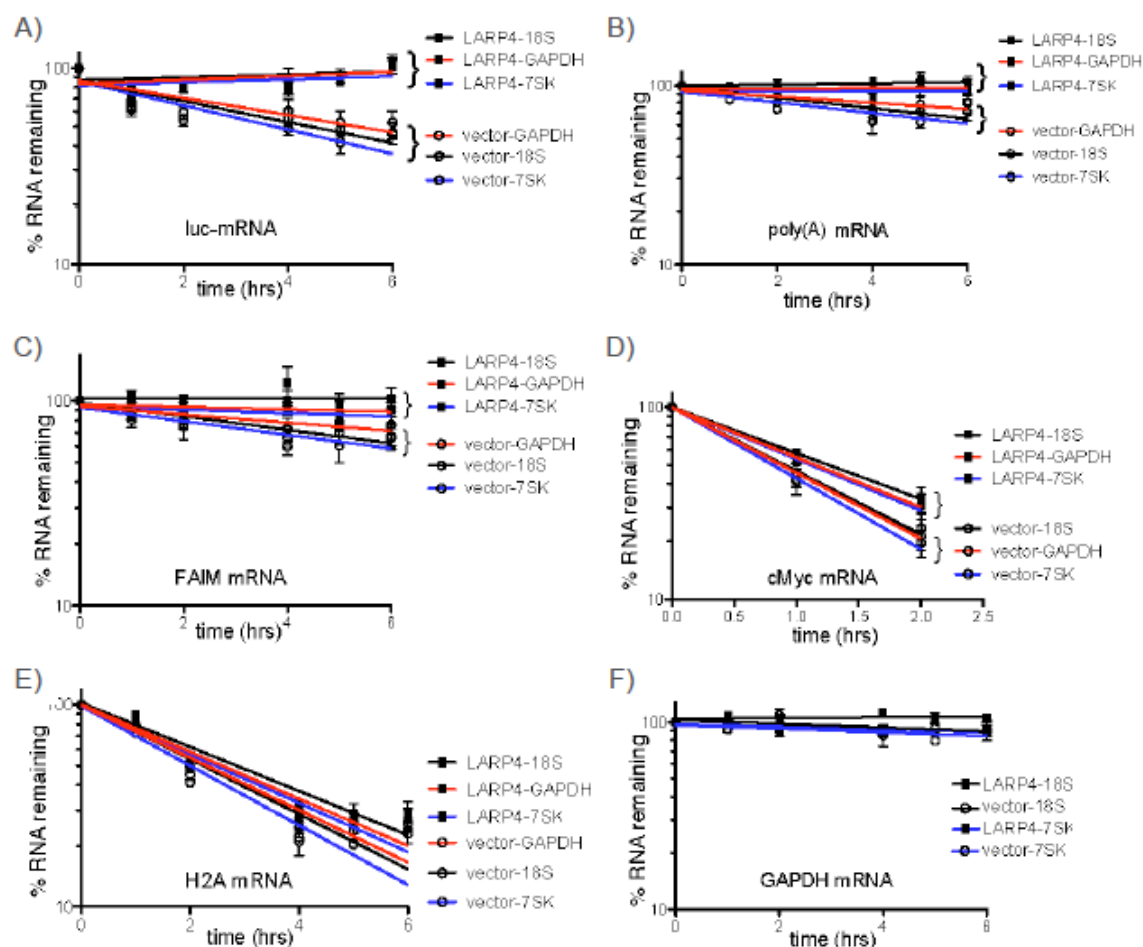 A)
LARP4-18S
LARP4-GAPDH
LARP4-7SK
vector-GAPDH
vector-18S
vector-7SK
% RNA remaining
100
10
luc-mRNA
0 2 4 6
time (hrs)
B)
LARP4-18S
LARP4-GAPDH
LARP4-7SK
vector-GAPDH
vector-18S
vector-7SK
% RNA remaining
100
10
poly(A) mRNA
0 2 4 6
time (hrs)
C)
LARP4-18S
LARP4-GAPDH
LARP4-7SK
vector-GAPDH
vector-18S
vector-7SK
% RNA remaining
100
10
FAIM mRNA
0 2 4 6
time (hrs)
D)
LARP4-18S
LARP4-GAPDH
LARP4-7SK
vector-18S
vector-GAPDH
vector-7SK
% RNA remaining
100
10
cMyc mRNA
0.0 0.5 1.0 1.5 2.0 2.5
time (hrs)
E)
LARP4-18S
LARP4-GAPDH
LARP4-7SK
vector-GAPDH
vector-18S
vector-7SK
% RNA remaining
100
10
H2A mRNA
0 2 4 6
time (hrs)
F)
LARP4-18S
vector-18S
LARP4-7SK
vector-7SK
% RNA remaining
100
10
GAPDH mRNA
0 2 4 6
time (hrs)